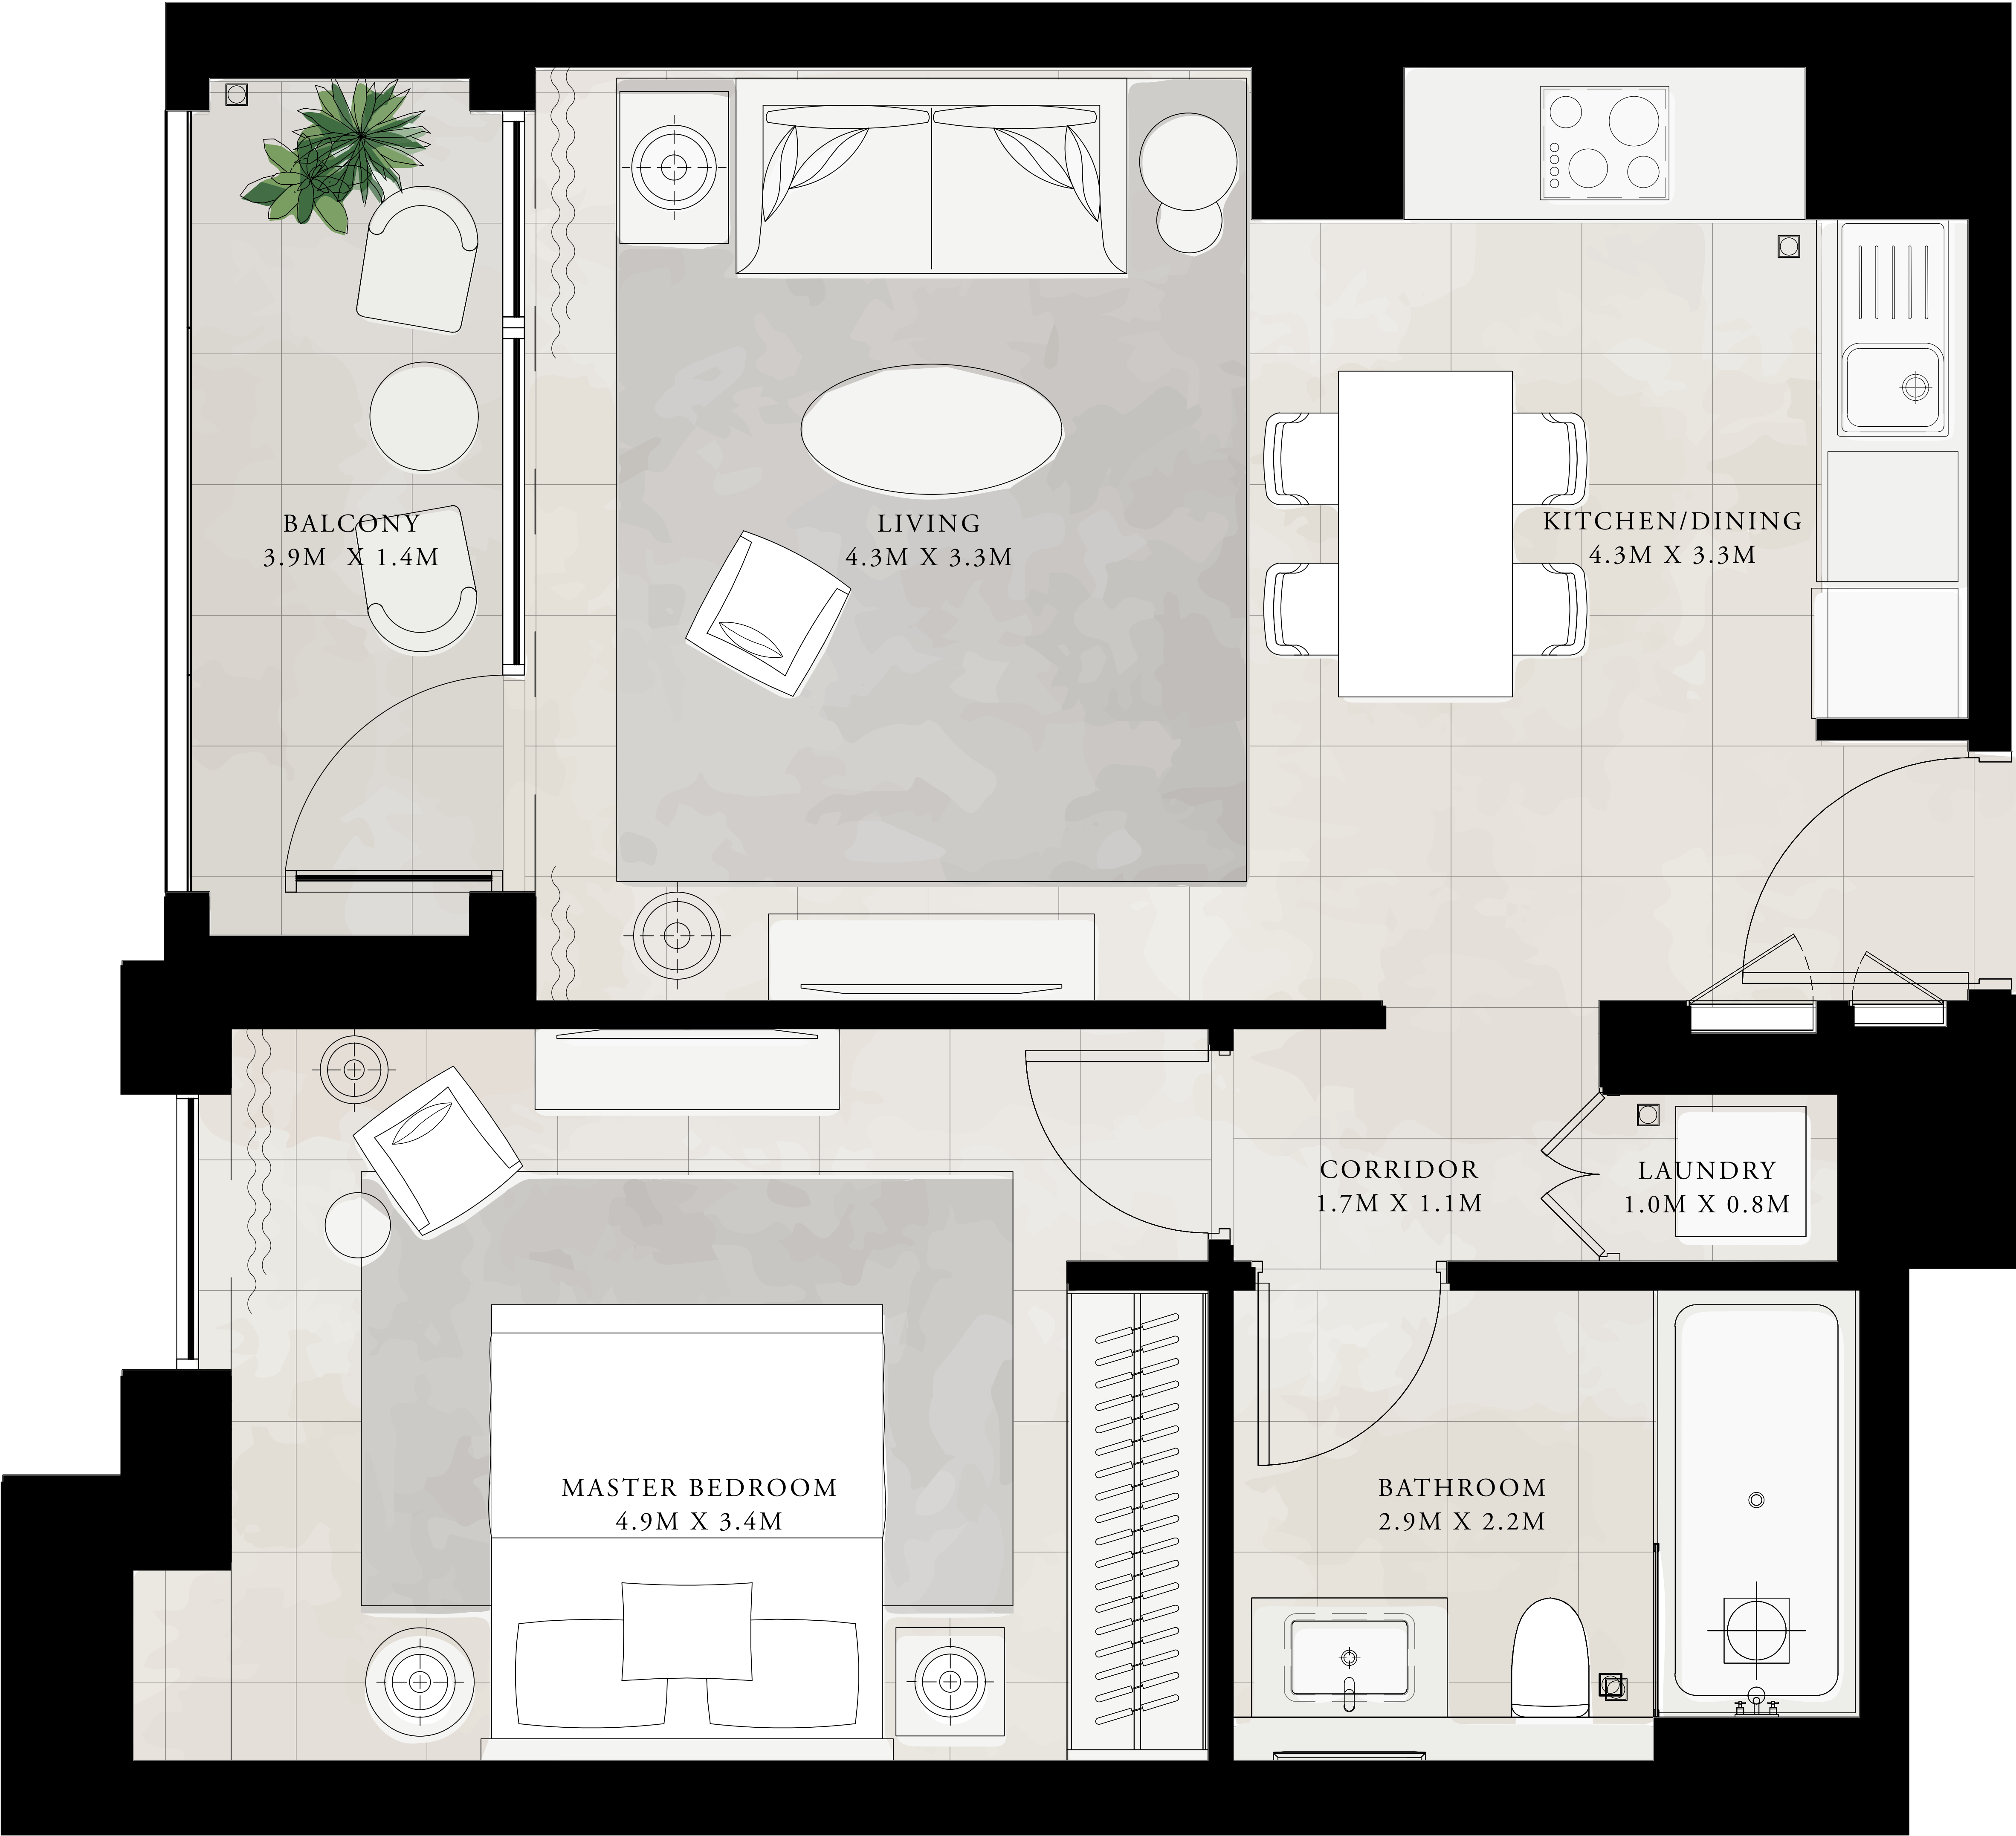 BALCONY
3.9M X 1.4M
LIVING
4.3M X 3.3M
KITCHEN/DINING
4.3M X 3.3M
CORRIDOR
1.7M X 1.1M
LAUNDRY
1.0M X 0.8M
MASTER BEDROOM
4.9M X 3.4M
BATHROOM
2.9M X 2.2M